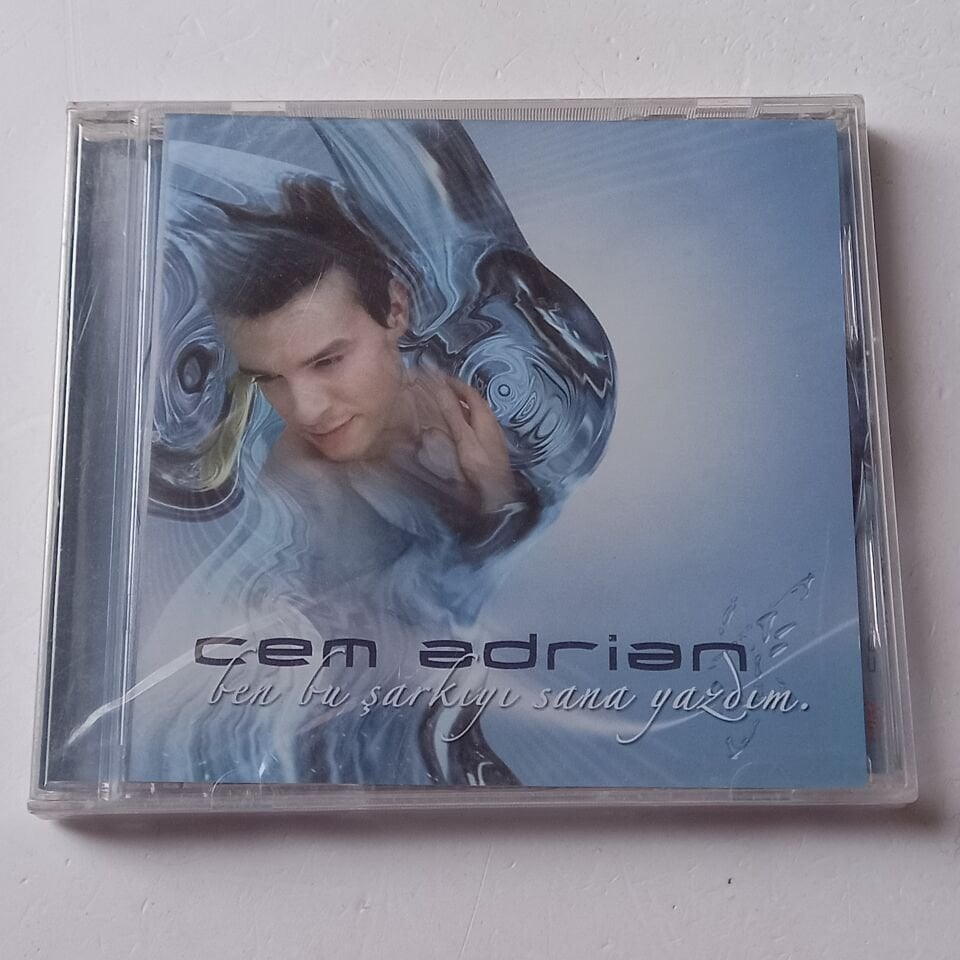 cem adrian
ben bu şarkıyı sana yazdım.